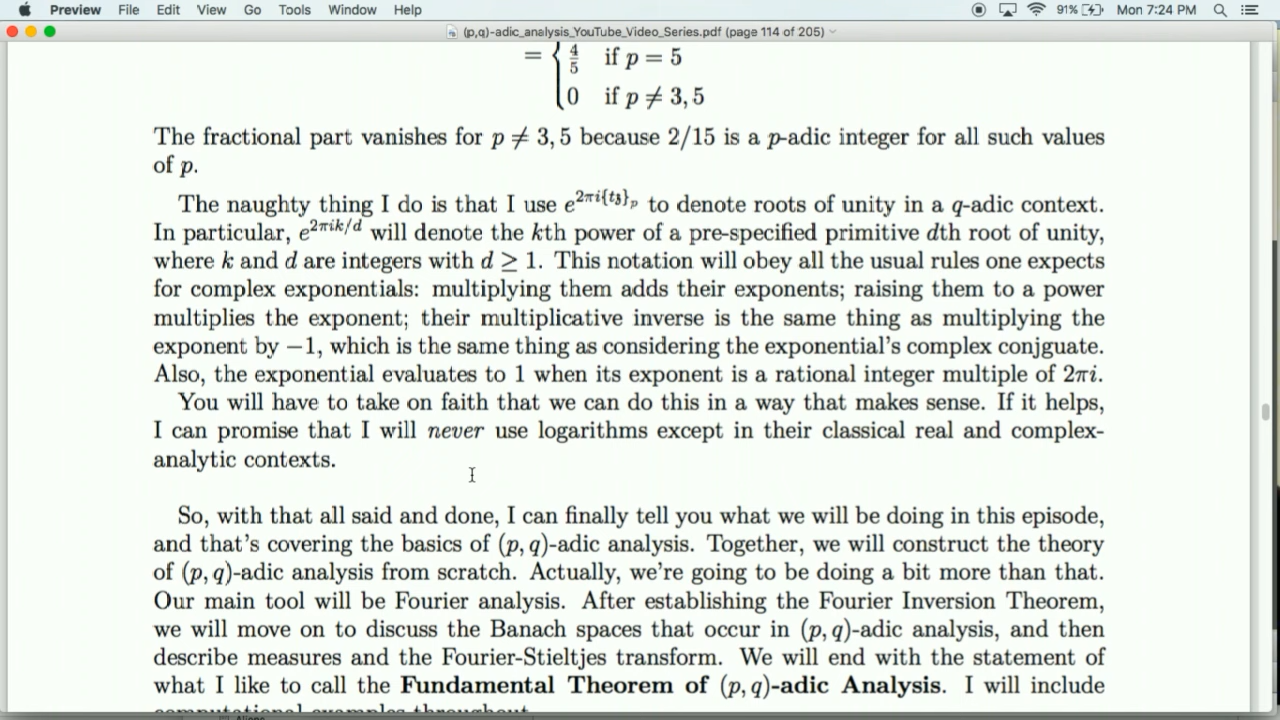 Preview File Edit View Go Tools Window Help 91% Mon 7:24 PM
(p,q)-adic_analysis_YouTube_Video_Series.pdf (page 114 of 205)
= { 4/5 if p = 5
0 if p ≠ 3, 5
The fractional part vanishes for p ≠ 3, 5 because 2/15 is a p-adic integer for all such values
of p.
The naughty thing I do is that I use e^{2πi{t𝔷}_p} to denote roots of unity in a q-adic context.
In particular, e^{2πik/d} will denote the kth power of a pre-specified primitive dth root of unity,
where k and d are integers with d ≥ 1. This notation will obey all the usual rules one expects
for complex exponentials: multiplying them adds their exponents; raising them to a power
multiplies the exponent; their multiplicative inverse is the same thing as multiplying the
exponent by −1, which is the same thing as considering the exponential's complex conjguate.
Also, the exponential evaluates to 1 when its exponent is a rational integer multiple of 2πi.
You will have to take on faith that we can do this in a way that makes sense. If it helps,
I can promise that I will never use logarithms except in their classical real and complex-
analytic contexts.
So, with that all said and done, I can finally tell you what we will be doing in this episode,
and that's covering the basics of (p, q)-adic analysis. Together, we will construct the theory
of (p, q)-adic analysis from scratch. Actually, we're going to be doing a bit more than that.
Our main tool will be Fourier analysis. After establishing the Fourier Inversion Theorem,
we will move on to discuss the Banach spaces that occur in (p, q)-adic analysis, and then
describe measures and the Fourier-Stieltjes transform. We will end with the statement of
what I like to call the Fundamental Theorem of (p, q)-adic Analysis. I will include
computational examples throughout